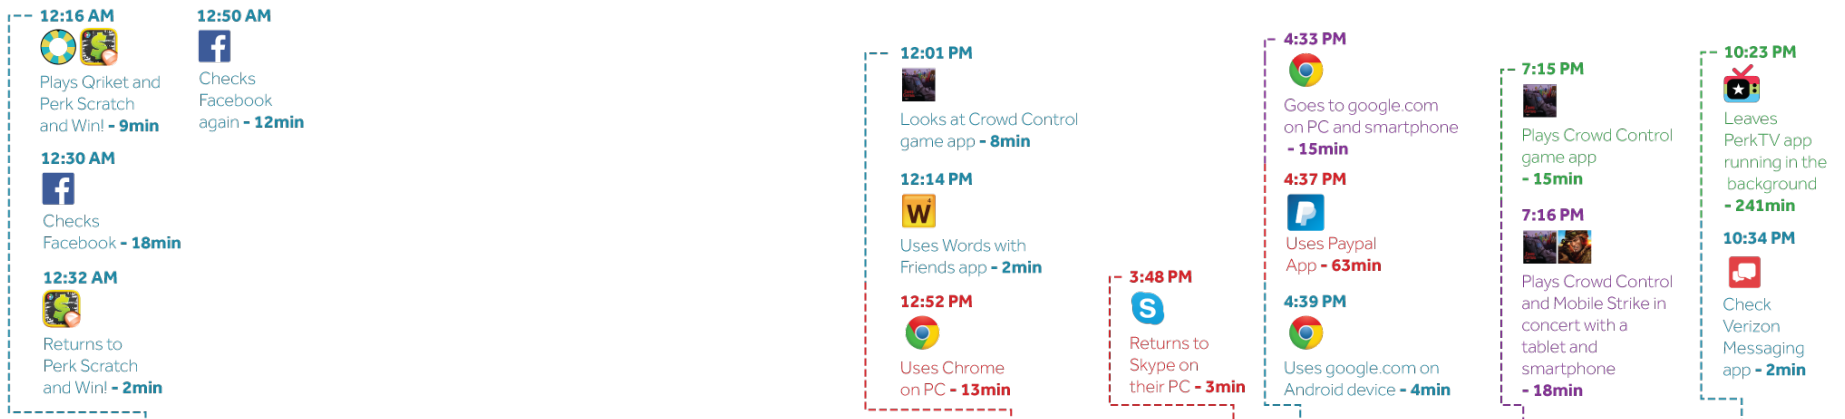 12:16 AM
Plays Qriket and
Perk Scratch
and Win! - 9min
12:30 AM
Checks
Facebook - 18min
12:32 AM
Returns to
Perk Scratch
and Win! - 2min
12:50 AM
Checks
Facebook
again - 12min
12:01 PM
Looks at Crowd Control
game app - 8min
12:14 PM
W4
Uses Words with
Friends app - 2min
12:52 PM
Uses Chrome
on PC - 13min
3:48 PM
Returns to
Skype on
their PC - 3min
4:33 PM
Goes to google.com
on PC and smartphone
- 15min
4:37 PM
Uses Paypal
App - 63min
4:39 PM
Uses google.com on
Android device - 4min
7:15 PM
Plays Crowd Control
game app
- 15min
7:16 PM
Plays Crowd Control
and Mobile Strike in
concert with a
tablet and
smartphone
- 18min
10:23 PM
Leaves
PerkTV app
running in the
background
- 241min
10:34 PM
Check
Verizon
Messaging
app - 2min